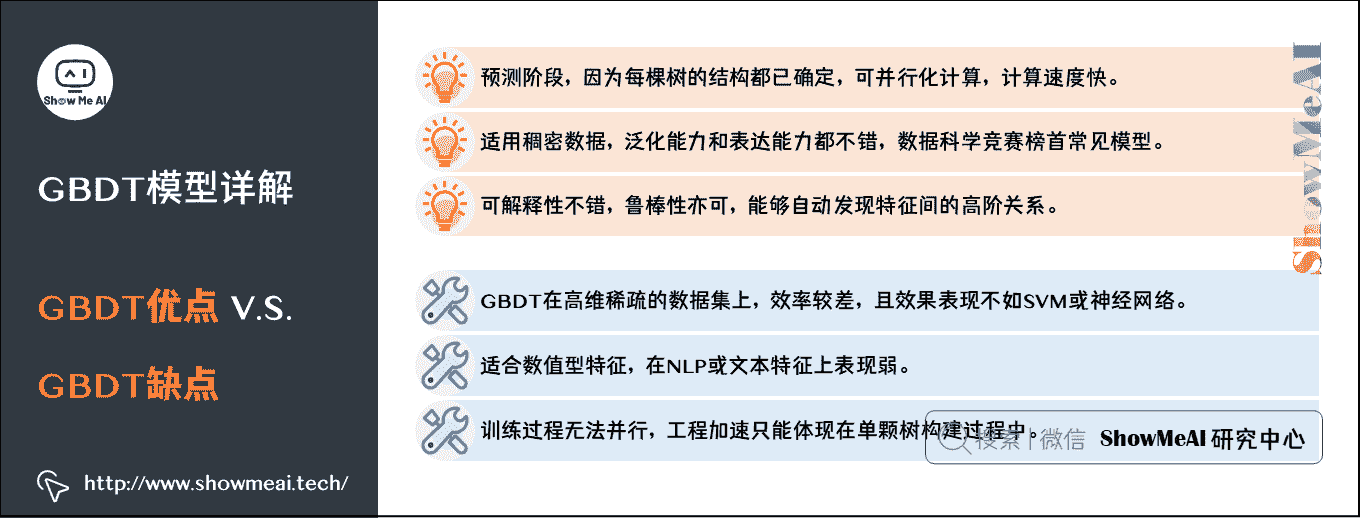 Show Me AI
GBDT模型详解
GBDT优点 V.S.
GBDT缺点
http://www.showmeai.tech/
预测阶段，因为每棵树的结构都已确定，可并行化计算，计算速度快。
适用稠密数据，泛化能力和表达能力都不错，数据科学竞赛榜首常见模型。
可解释性不错，鲁棒性亦可，能够自动发现特征间的高阶关系。
GBDT在高维稀疏的数据集上，效率较差，且效果表现不如SVM或神经网络。
适合数值型特征，在NLP或文本特征上表现弱。
训练过程无法并行，工程加速只能体现在单颗树构建过程中。
搜索|微信 ShowMeAI 研究中心
ShowMeAI